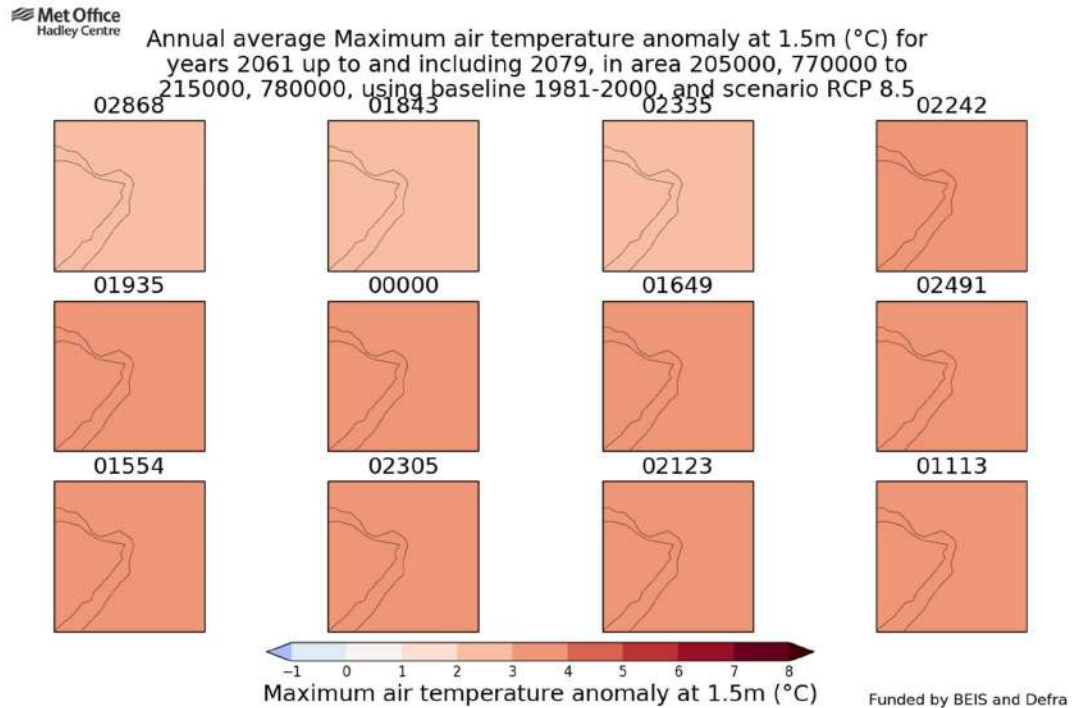 Met Office
Hadley Centre
Annual average Maximum air temperature anomaly at 1.5m (°C) for
years 2061 up to and including 2079, in area 205000, 770000 to
215000, 780000, using baseline 1981-2000, and scenario RCP 8.5
02868 01843 02335 02242
01935 00000 01649 02491
01554 02305 02123 01113
−1 0 1 2 3 4 5 6 7 8
Maximum air temperature anomaly at 1.5m (°C)
Funded by BEIS and Defra